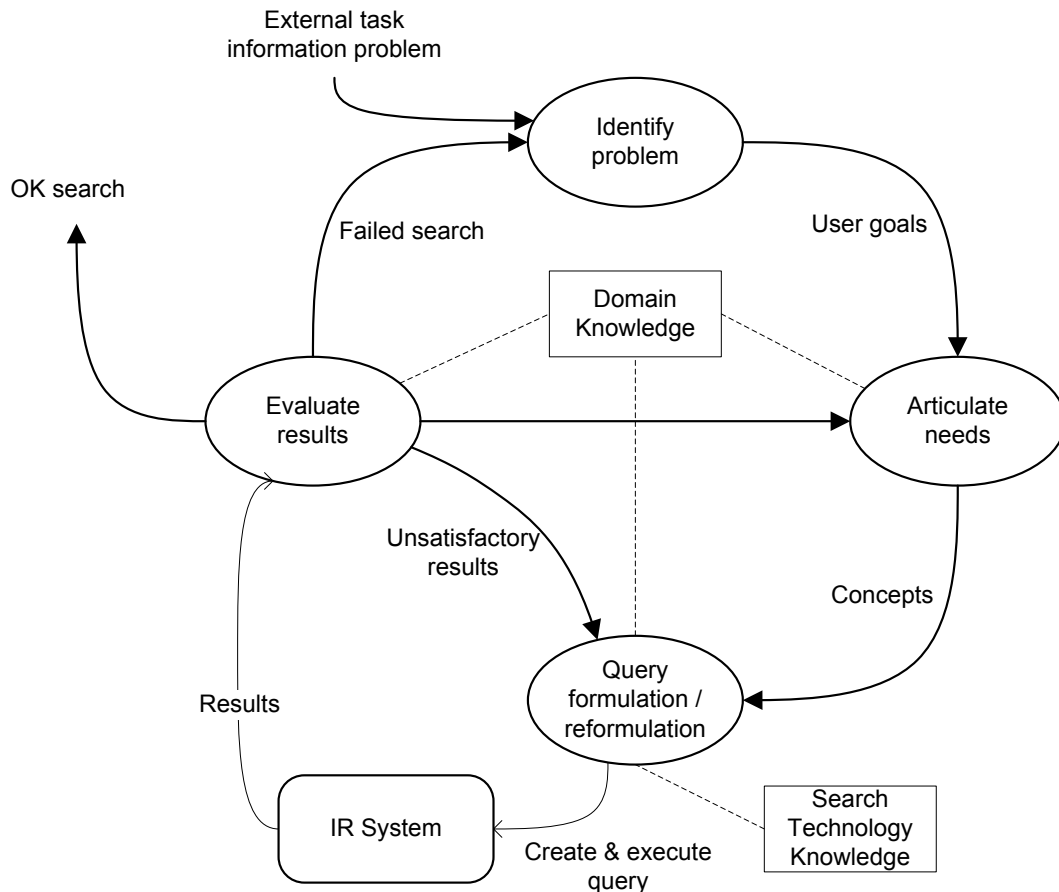 External task
information problem
Identify
problem
OK search
Failed search
User goals
Domain
Knowledge
Evaluate
results
Articulate
needs
Unsatisfactory
results
Concepts
Query
formulation /
reformulation
Results
IR System
Search
Technology
Knowledge
Create & execute
query